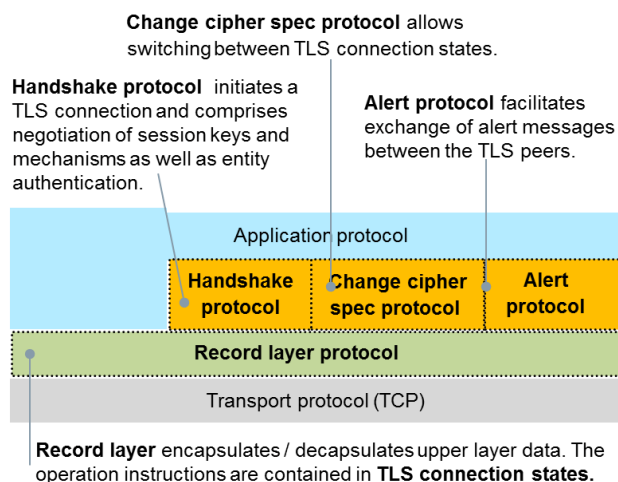 Change cipher spec protocol allows
switching between TLS connection states.
Handshake protocol initiates a
TLS connection and comprises
negotiation of session keys and
mechanisms as well as entity
authentication.
Alert protocol facilitates
exchange of alert messages
between the TLS peers.
Application protocol
Handshake
protocol
Change cipher
spec protocol
Alert
protocol
Record layer protocol
Transport protocol (TCP)
Record layer encapsulates / decapsulates upper layer data. The
operation instructions are contained in TLS connection states.